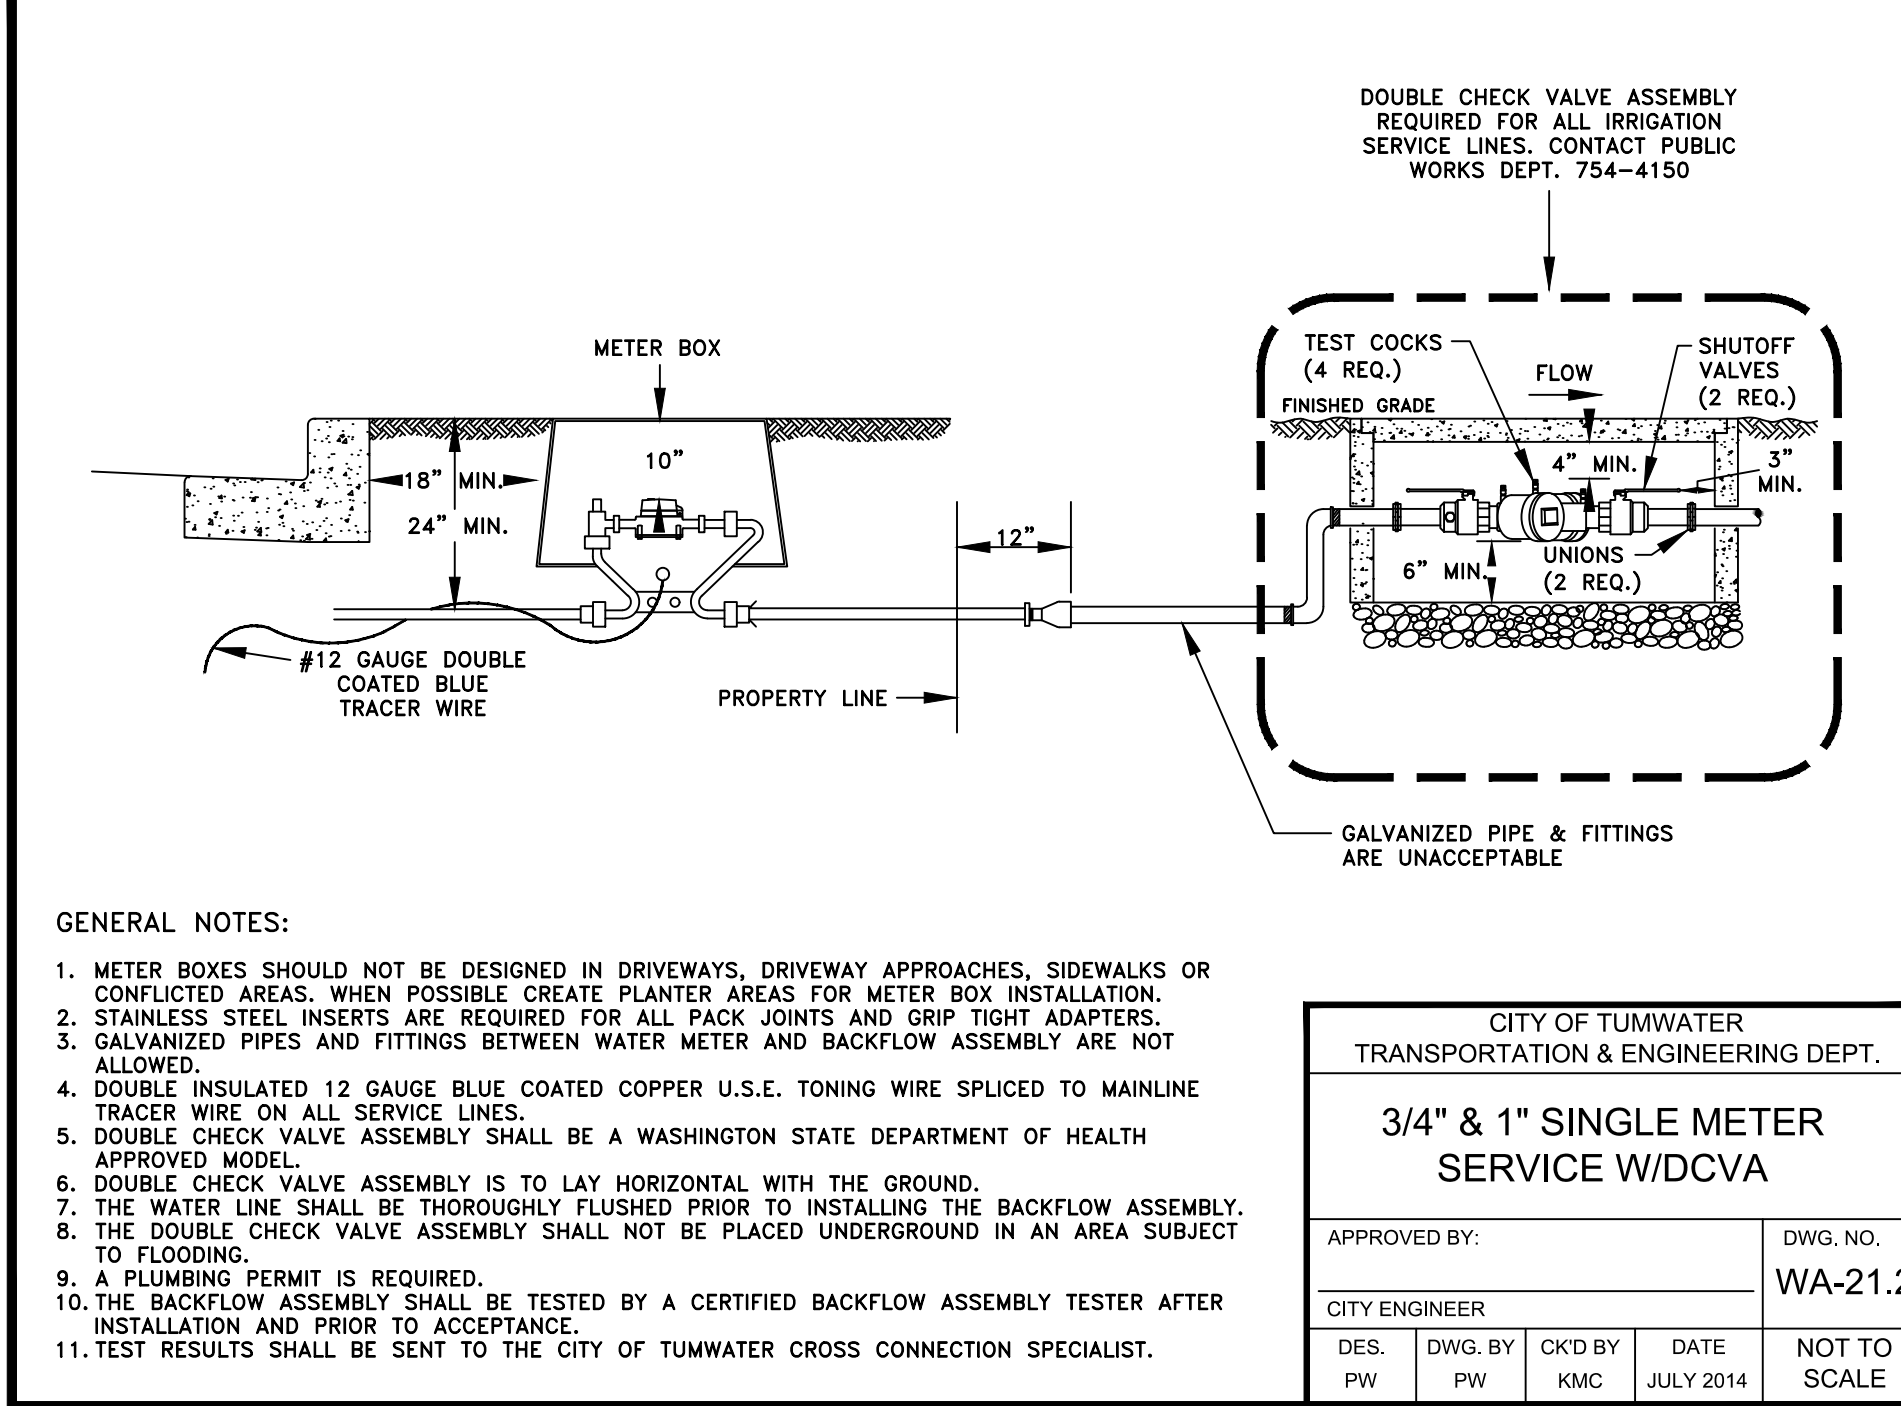 DOUBLE CHECK VALVE ASSEMBLY
REQUIRED FOR ALL IRRIGATION
SERVICE LINES. CONTACT PUBLIC
WORKS DEPT. 754-4150
METER BOX
TEST COCKS
(4 REQ.)
FLOW
SHUTOFF
VALVES
(2 REQ.)
FINISHED GRADE
10"
18" MIN.
24" MIN.
4" MIN.
3"
MIN.
12"
6" MIN.
UNIONS
(2 REQ.)
#12 GAUGE DOUBLE
COATED BLUE
TRACER WIRE
PROPERTY LINE
GALVANIZED PIPE & FITTINGS
ARE UNACCEPTABLE
GENERAL NOTES:
1. METER BOXES SHOULD NOT BE DESIGNED IN DRIVEWAYS, DRIVEWAY APPROACHES, SIDEWALKS OR
CONFLICTED AREAS. WHEN POSSIBLE CREATE PLANTER AREAS FOR METER BOX INSTALLATION.
2. STAINLESS STEEL INSERTS ARE REQUIRED FOR ALL PACK JOINTS AND GRIP TIGHT ADAPTERS.
3. GALVANIZED PIPES AND FITTINGS BETWEEN WATER METER AND BACKFLOW ASSEMBLY ARE NOT
ALLOWED.
4. DOUBLE INSULATED 12 GAUGE BLUE COATED COPPER U.S.E. TONING WIRE SPLICED TO MAINLINE
TRACER WIRE ON ALL SERVICE LINES.
5. DOUBLE CHECK VALVE ASSEMBLY SHALL BE A WASHINGTON STATE DEPARTMENT OF HEALTH
APPROVED MODEL.
6. DOUBLE CHECK VALVE ASSEMBLY IS TO LAY HORIZONTAL WITH THE GROUND.
7. THE WATER LINE SHALL BE THOROUGHLY FLUSHED PRIOR TO INSTALLING THE BACKFLOW ASSEMBLY.
8. THE DOUBLE CHECK VALVE ASSEMBLY SHALL NOT BE PLACED UNDERGROUND IN AN AREA SUBJECT
TO FLOODING.
9. A PLUMBING PERMIT IS REQUIRED.
10. THE BACKFLOW ASSEMBLY SHALL BE TESTED BY A CERTIFIED BACKFLOW ASSEMBLY TESTER AFTER
INSTALLATION AND PRIOR TO ACCEPTANCE.
11. TEST RESULTS SHALL BE SENT TO THE CITY OF TUMWATER CROSS CONNECTION SPECIALIST.
CITY OF TUMWATER
TRANSPORTATION & ENGINEERING DEPT.
3/4" & 1" SINGLE METER
SERVICE W/DCVA
APPROVED BY:
CITY ENGINEER
DWG. NO.
WA-21.2
DES.
PW
DWG. BY
PW
CK'D BY
KMC
DATE
JULY 2014
NOT TO
SCALE